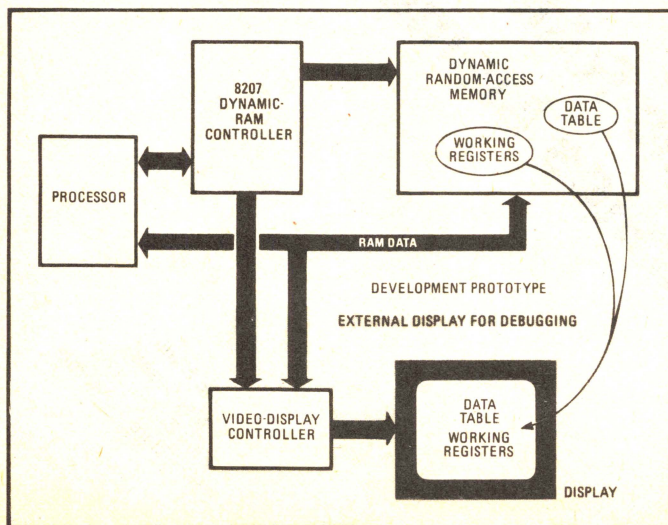 8207
DYNAMIC-
RAM
CONTROLLER
DYNAMIC
RANDOM-ACCESS
MEMORY
DATA
TABLE
WORKING
REGISTERS
PROCESSOR
RAM DATA
DEVELOPMENT PROTOTYPE
EXTERNAL DISPLAY FOR DEBUGGING
VIDEO-DISPLAY
CONTROLLER
DATA
TABLE
WORKING
REGISTERS
DISPLAY